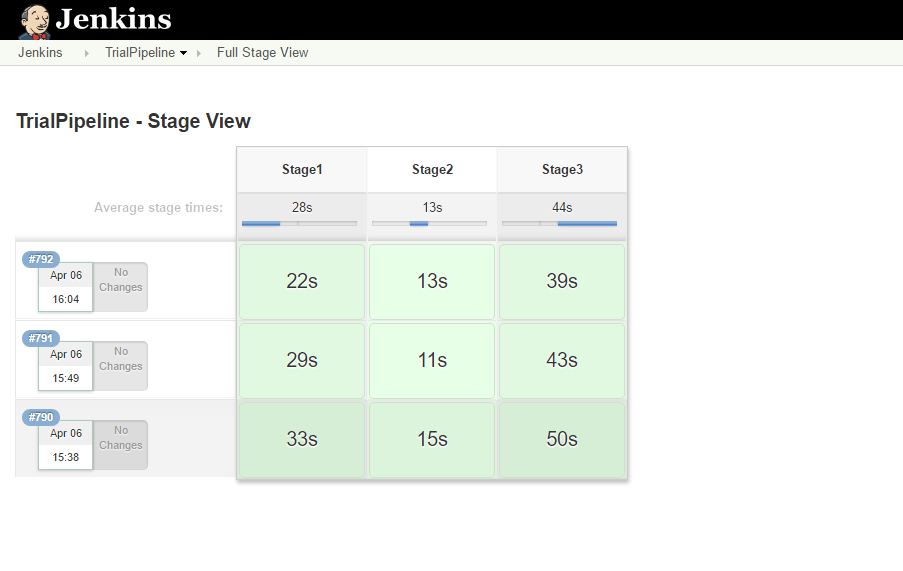 Jenkins
Jenkins TrialPipeline Full Stage View
TrialPipeline - Stage View
Stage1 Stage2 Stage3
Average stage times: 28s 13s 44s
#792
Apr 06 No
Changes
16:04
22s 13s 39s
#791
Apr 06 No
Changes
15:49
29s 11s 43s
#790
Apr 06 No
Changes
15:38
33s 15s 50s